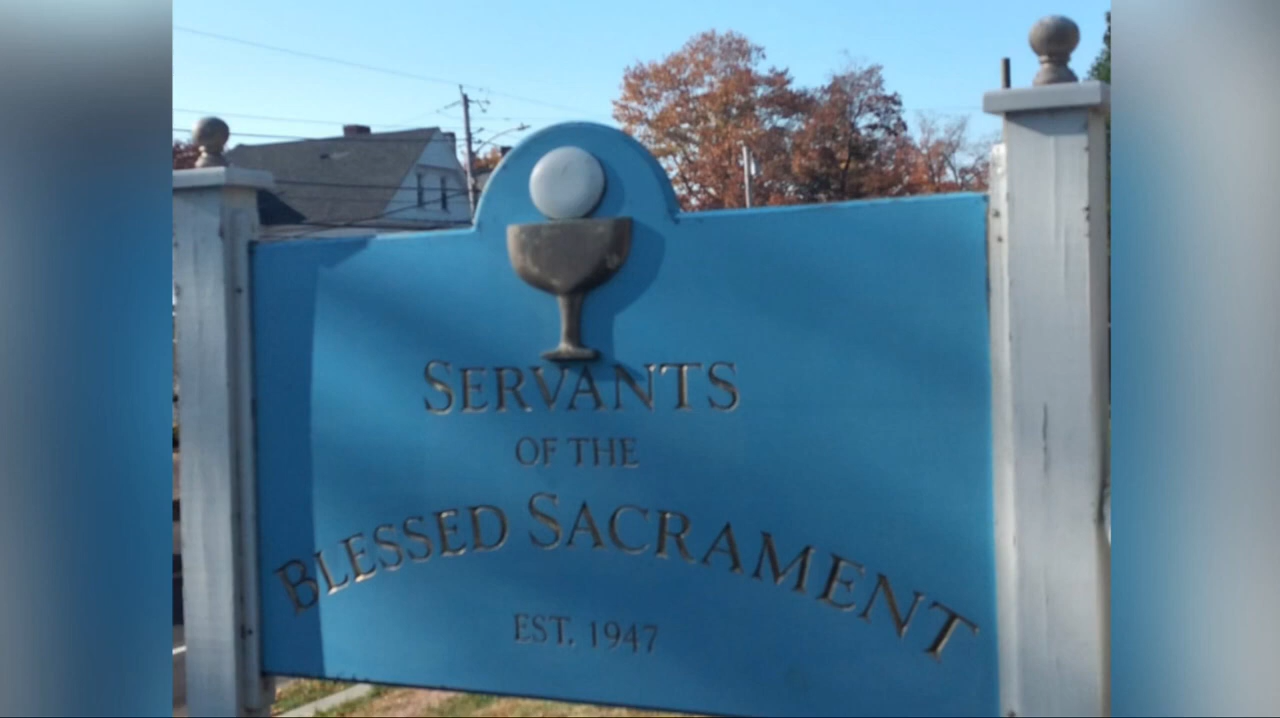 SERVANTS
OF THE
BLESSED SACRAMENT
EST. 1947